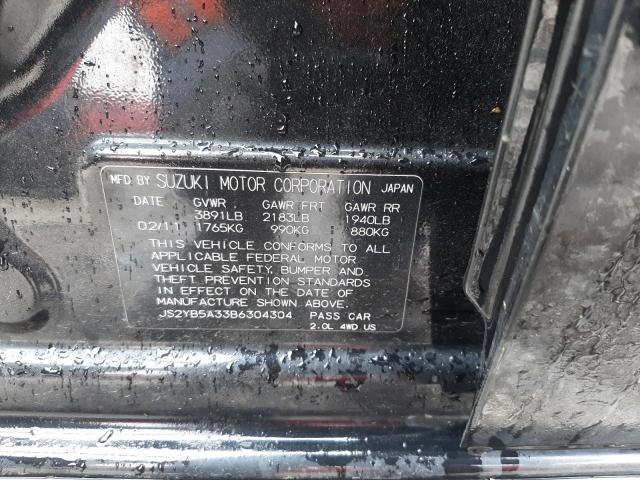 MFD BY SUZUKI MOTOR CORPORATION JAPAN
DATE GVWR GAWR FRT GAWR RR
3891LB 2183LB 1940LB
02/11 1765KG 990KG 880KG
THIS VEHICLE CONFORMS TO ALL
APPLICABLE FEDERAL MOTOR
VEHICLE SAFETY, BUMPER AND
THEFT PREVENTION STANDARDS
IN EFFECT ON THE DATE OF
MANUFACTURE SHOWN ABOVE.
JS2YB5A33B6304304 PASS CAR
2.0L 4WD US